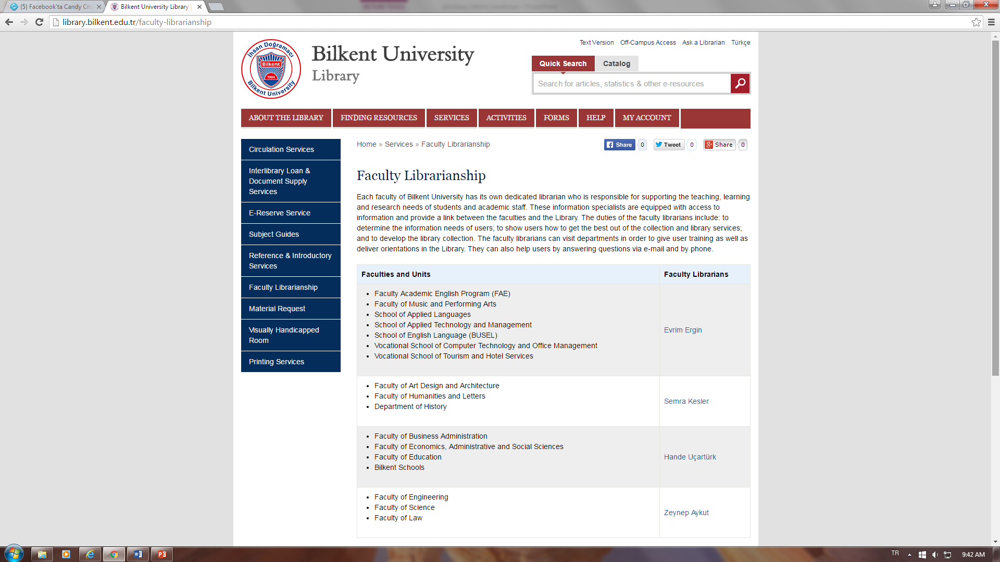 (5) Facebook'ta Candy Cru
Bilkent University Library |
library.bilkent.edu.tr/faculty-librarianship
İhsan Doğramacı
Bilkent
1984
Bilkent University
Bilkent University
Library
Text Version Off-Campus Access Ask a Librarian Türkçe
Quick Search Catalog
Search for articles, statistics & other e-resources
ABOUT THE LIBRARY FINDING RESOURCES SERVICES ACTIVITIES FORMS HELP MY ACCOUNT
Circulation Services
Interlibrary Loan &
Document Supply
Services
E-Reserve Service
Subject Guides
Reference & Introductory
Services
Faculty Librarianship
Material Request
Visually Handicapped
Room
Printing Services
Home » Services » Faculty Librarianship
Share 0 Tweet 0 Share 0
Faculty Librarianship
Each faculty of Bilkent University has its own dedicated librarian who is responsible for supporting the teaching, learning
and research needs of students and academic staff. These information specialists are equipped with access to
information and provide a link between the faculties and the Library. The duties of the faculty librarians include: to
determine the information needs of users; to show users how to get the best out of the collection and library services;
and to develop the library collection. The faculty librarians can visit departments in order to give user training as well as
deliver orientations in the Library. They can also help users by answering questions via e-mail and by phone.
Faculties and Units Faculty Librarians
• Faculty Academic English Program (FAE)
• Faculty of Music and Performing Arts
• School of Applied Languages
• School of Applied Technology and Management
• School of English Language (BUSEL)
• Vocational School of Computer Technology and Office Management
• Vocational School of Tourism and Hotel Services
Evrim Ergin
• Faculty of Art Design and Architecture
• Faculty of Humanities and Letters
• Department of History
Semra Kesler
• Faculty of Business Administration
• Faculty of Economics, Administrative and Social Sciences
• Faculty of Education
• Bilkent Schools
Hande Uçartürk
• Faculty of Engineering
• Faculty of Science
• Faculty of Law
Zeynep Aykut
TR 9:42 AM